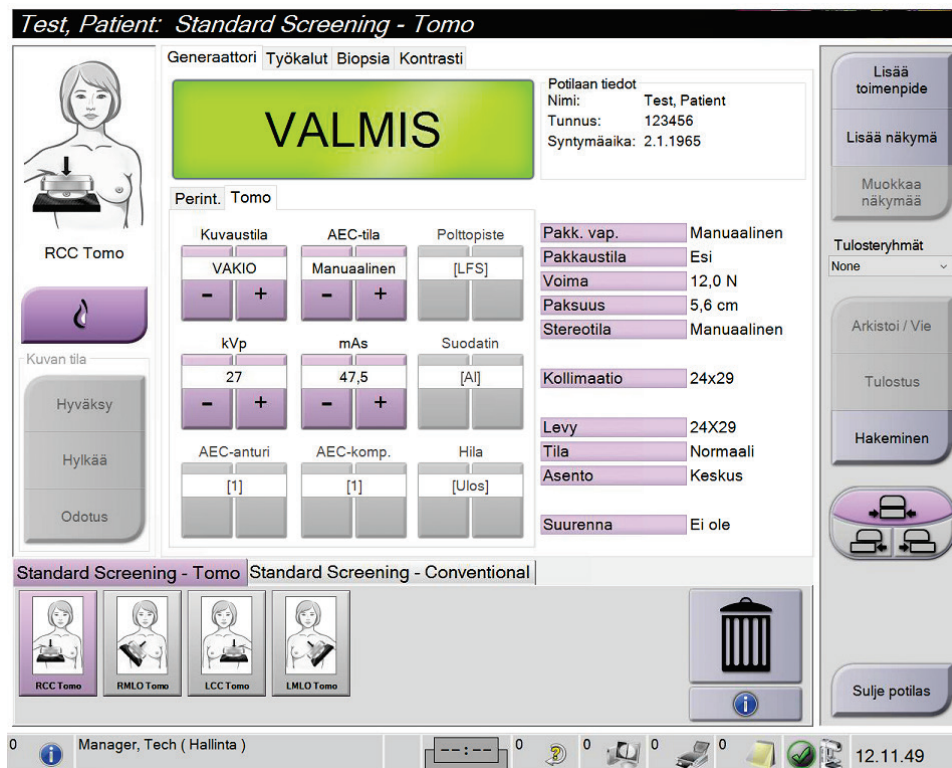 Test, Patient: Standard Screening - Tomo
Generaattori Työkalut Biopsia Kontrasti
VALMIS
Potilaan tiedot
Nimi: Test, Patient
Tunnus: 123456
Syntymäaika: 2.1.1965
RCC Tomo
Kuvan tila
Hyväksy
Hylkää
Odotus
Perint. Tomo
Kuvaustila AEC-tila Polttopiste
VAKIO Manuaalinen [LFS]
- + - +
kVp mAs Suodatin
27 47,5 [Al]
- + - +
AEC-anturi AEC-komp. Hila
[1] [1] [Ulos]
Pakk. vap. Manuaalinen
Pakkaustila Esi
Voima 12,0 N
Paksuus 5,6 cm
Stereotila Manuaalinen
Kollimaatio 24x29
Levy 24X29
Tila Normaali
Asento Keskus
Suurenna Ei ole
Lisää
toimenpide
Lisää näkymä
Muokkaa
näkymää
Tulosteryhmät
None
Arkistoi / Vie
Tulostus
Hakeminen
Sulje potilas
Standard Screening - Tomo Standard Screening - Conventional
RCC Tomo RMLO Tomo LCC Tomo LMLO Tomo
0 Manager, Tech ( Hallinta ) --:-- 0 0 0 0 12.11.49